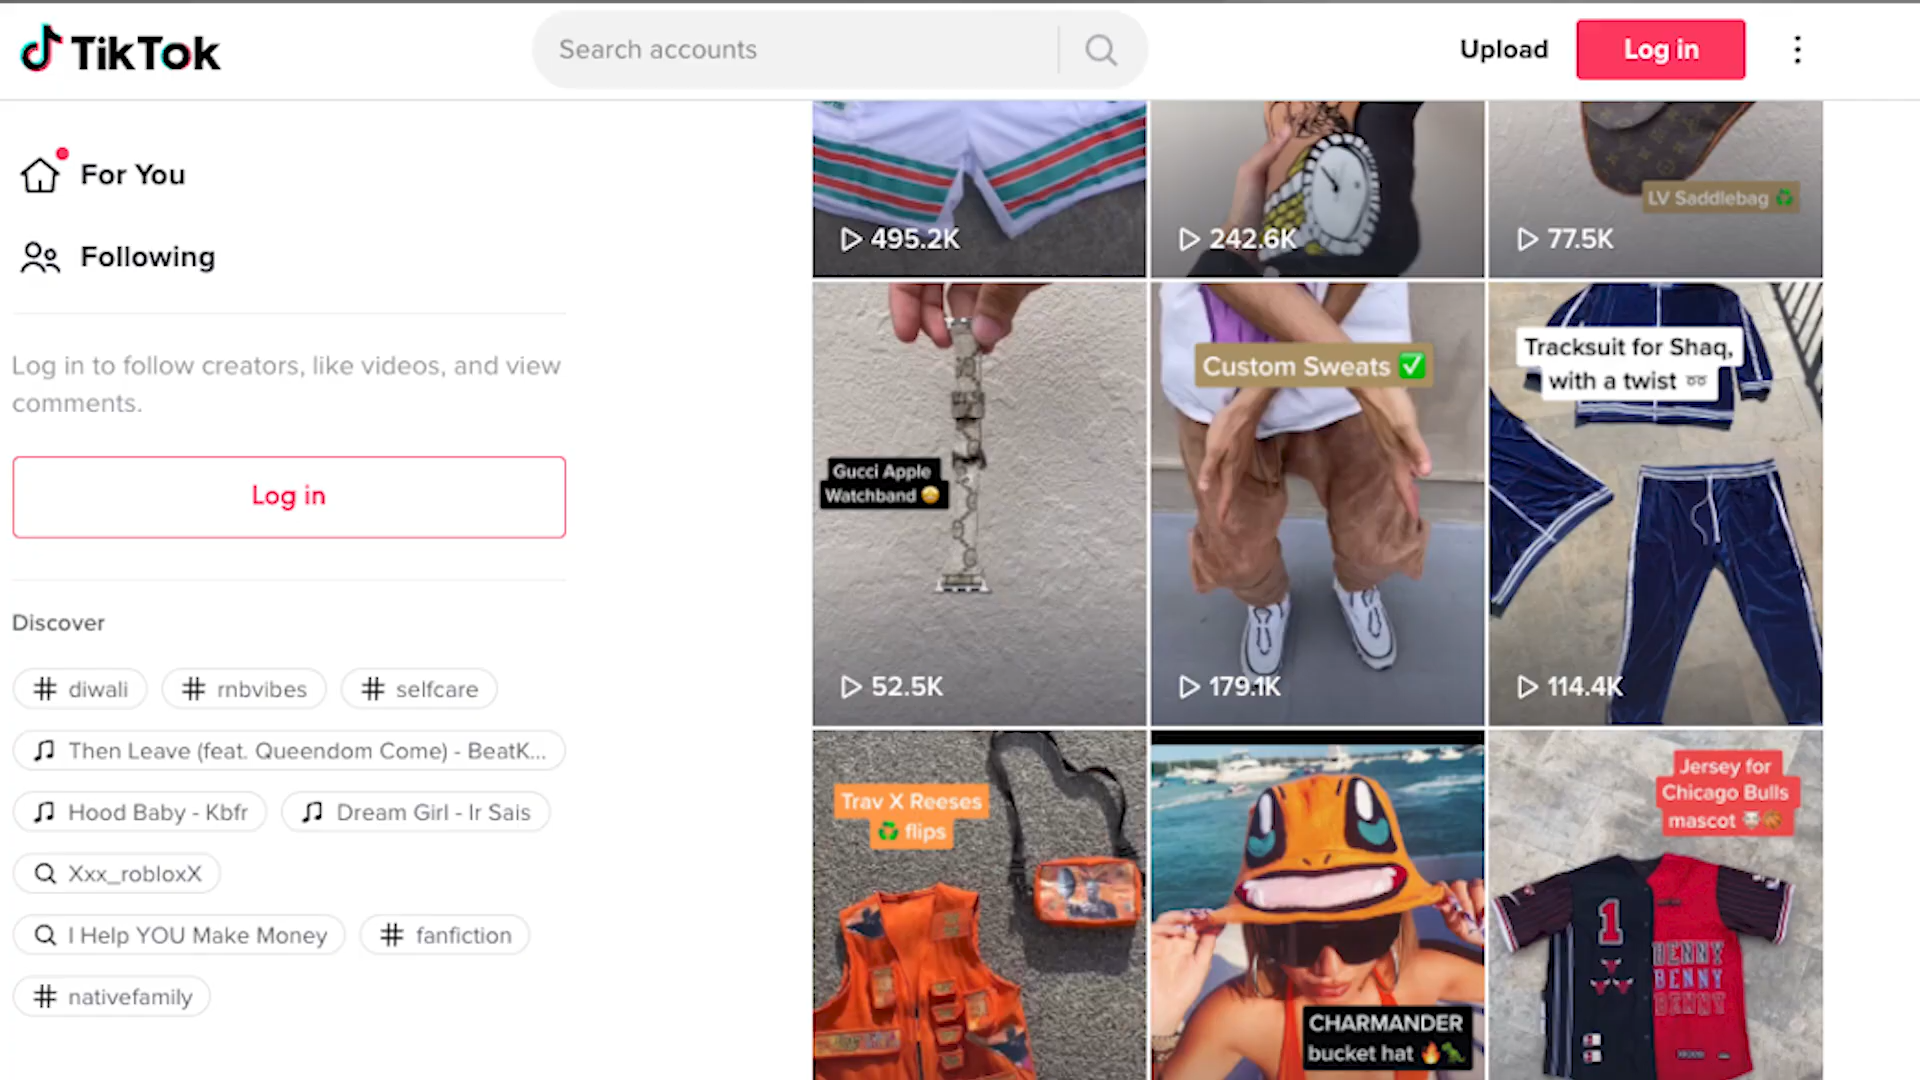 TikTok
Search accounts
Upload
Log in
For You
Following
Log in to follow creators, like videos, and view
comments.
Log in
Discover
# diwali
# rnbvibes
# selfcare
Then Leave (feat. Queendom Come) - BeatK...
Hood Baby - Kbfr
Dream Girl - Ir Sais
Xxx_robloxX
I Help YOU Make Money
# fanfiction
# nativefamily
495.2K
242.6K
LV Saddlebag
77.5K
Gucci Apple
Watchband
52.5K
Custom Sweats
179.1K
Tracksuit for Shaq,
with a twist
114.4K
Trav X Reeses
flips
CHARMANDER
bucket hat
Jersey for
Chicago Bulls
mascot
1
BENNY
BENNY
BENNY